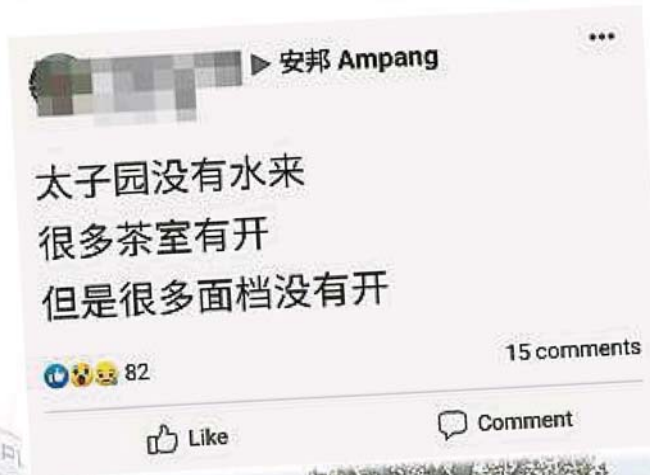 安邦 Ampang
太子园没有水来
很多茶室有开
但是很多面档没有开
82
15 comments
Like
Comment